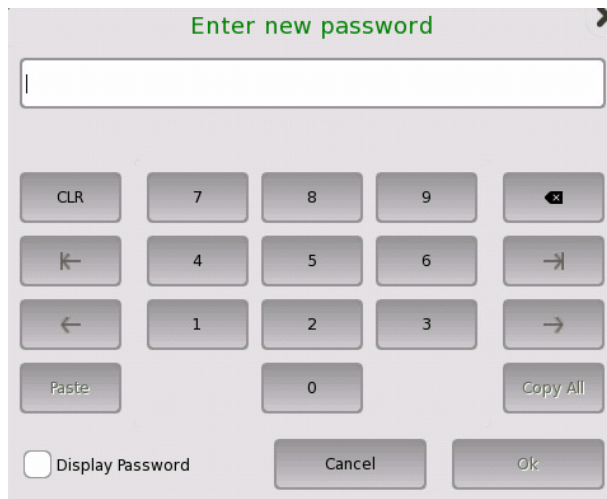 Enter new password
CLR 7 8 9
4 5 6
1 2 3
Paste 0 Copy All
Display Password Cancel Ok